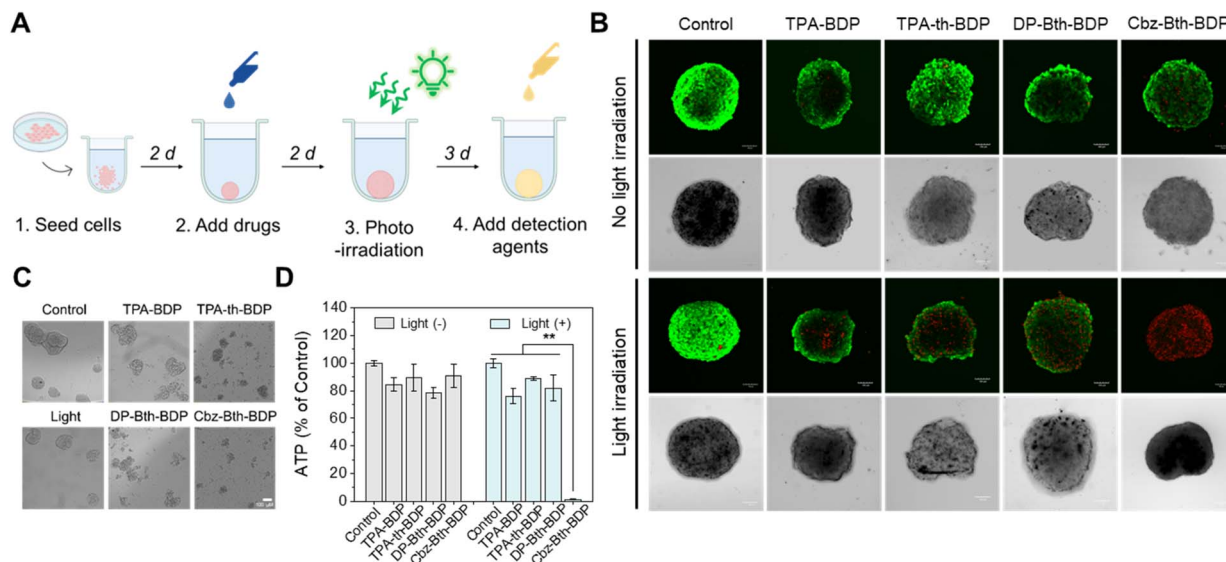 A
2 d
2 d
3 d
1. Seed cells
2. Add drugs
3. Photo
-irradiation
4. Add detection
agents
B
Control
TPA-BDP
TPA-th-BDP
DP-Bth-BDP
Cbz-Bth-BDP
No light irradiation
Light irradiation
C
Control
TPA-BDP
TPA-th-BDP
Light
DP-Bth-BDP
Cbz-Bth-BDP
D
ATP (% of Control)
140
120
100
80
60
40
20
0
Light (-)
Light (+)
**
Control
TPA-BDP
TPA-th-BDP
DP-Bth-BDP
Cbz-Bth-BDP
Control
TPA-BDP
TPA-th-BDP
DP-Bth-BDP
Cbz-Bth-BDP